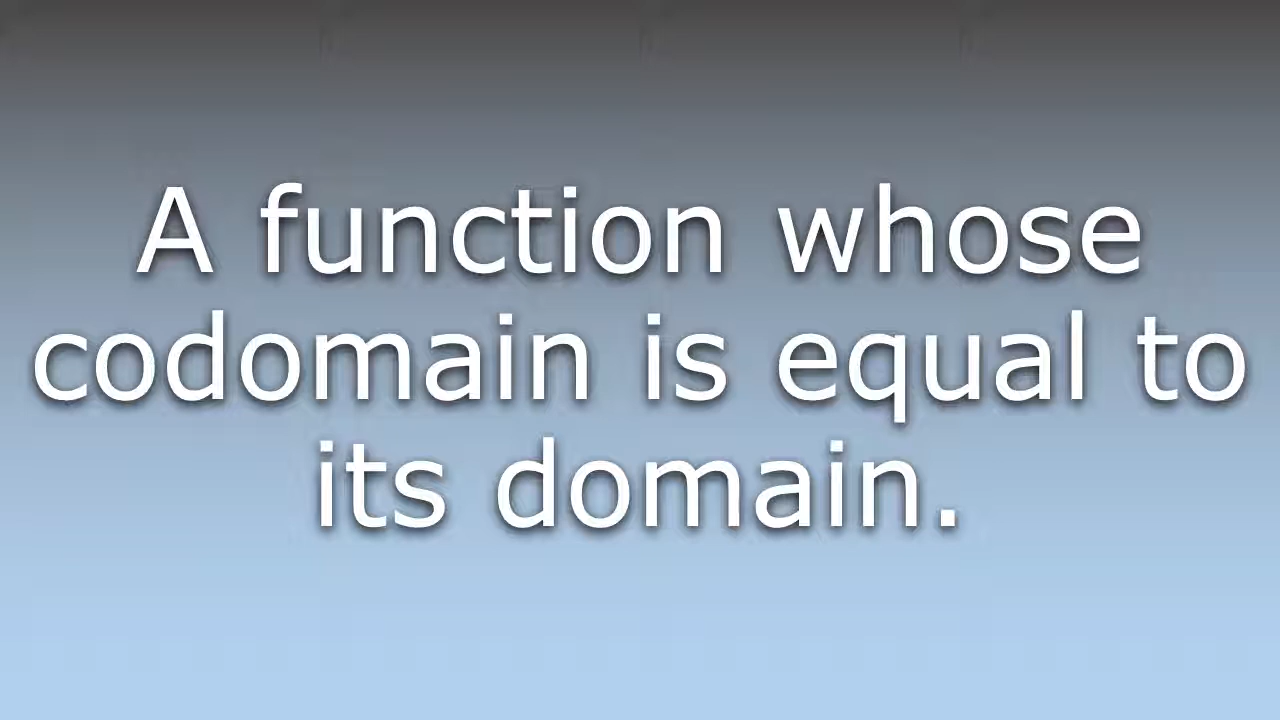 A function whose
codomain is equal to
its domain.